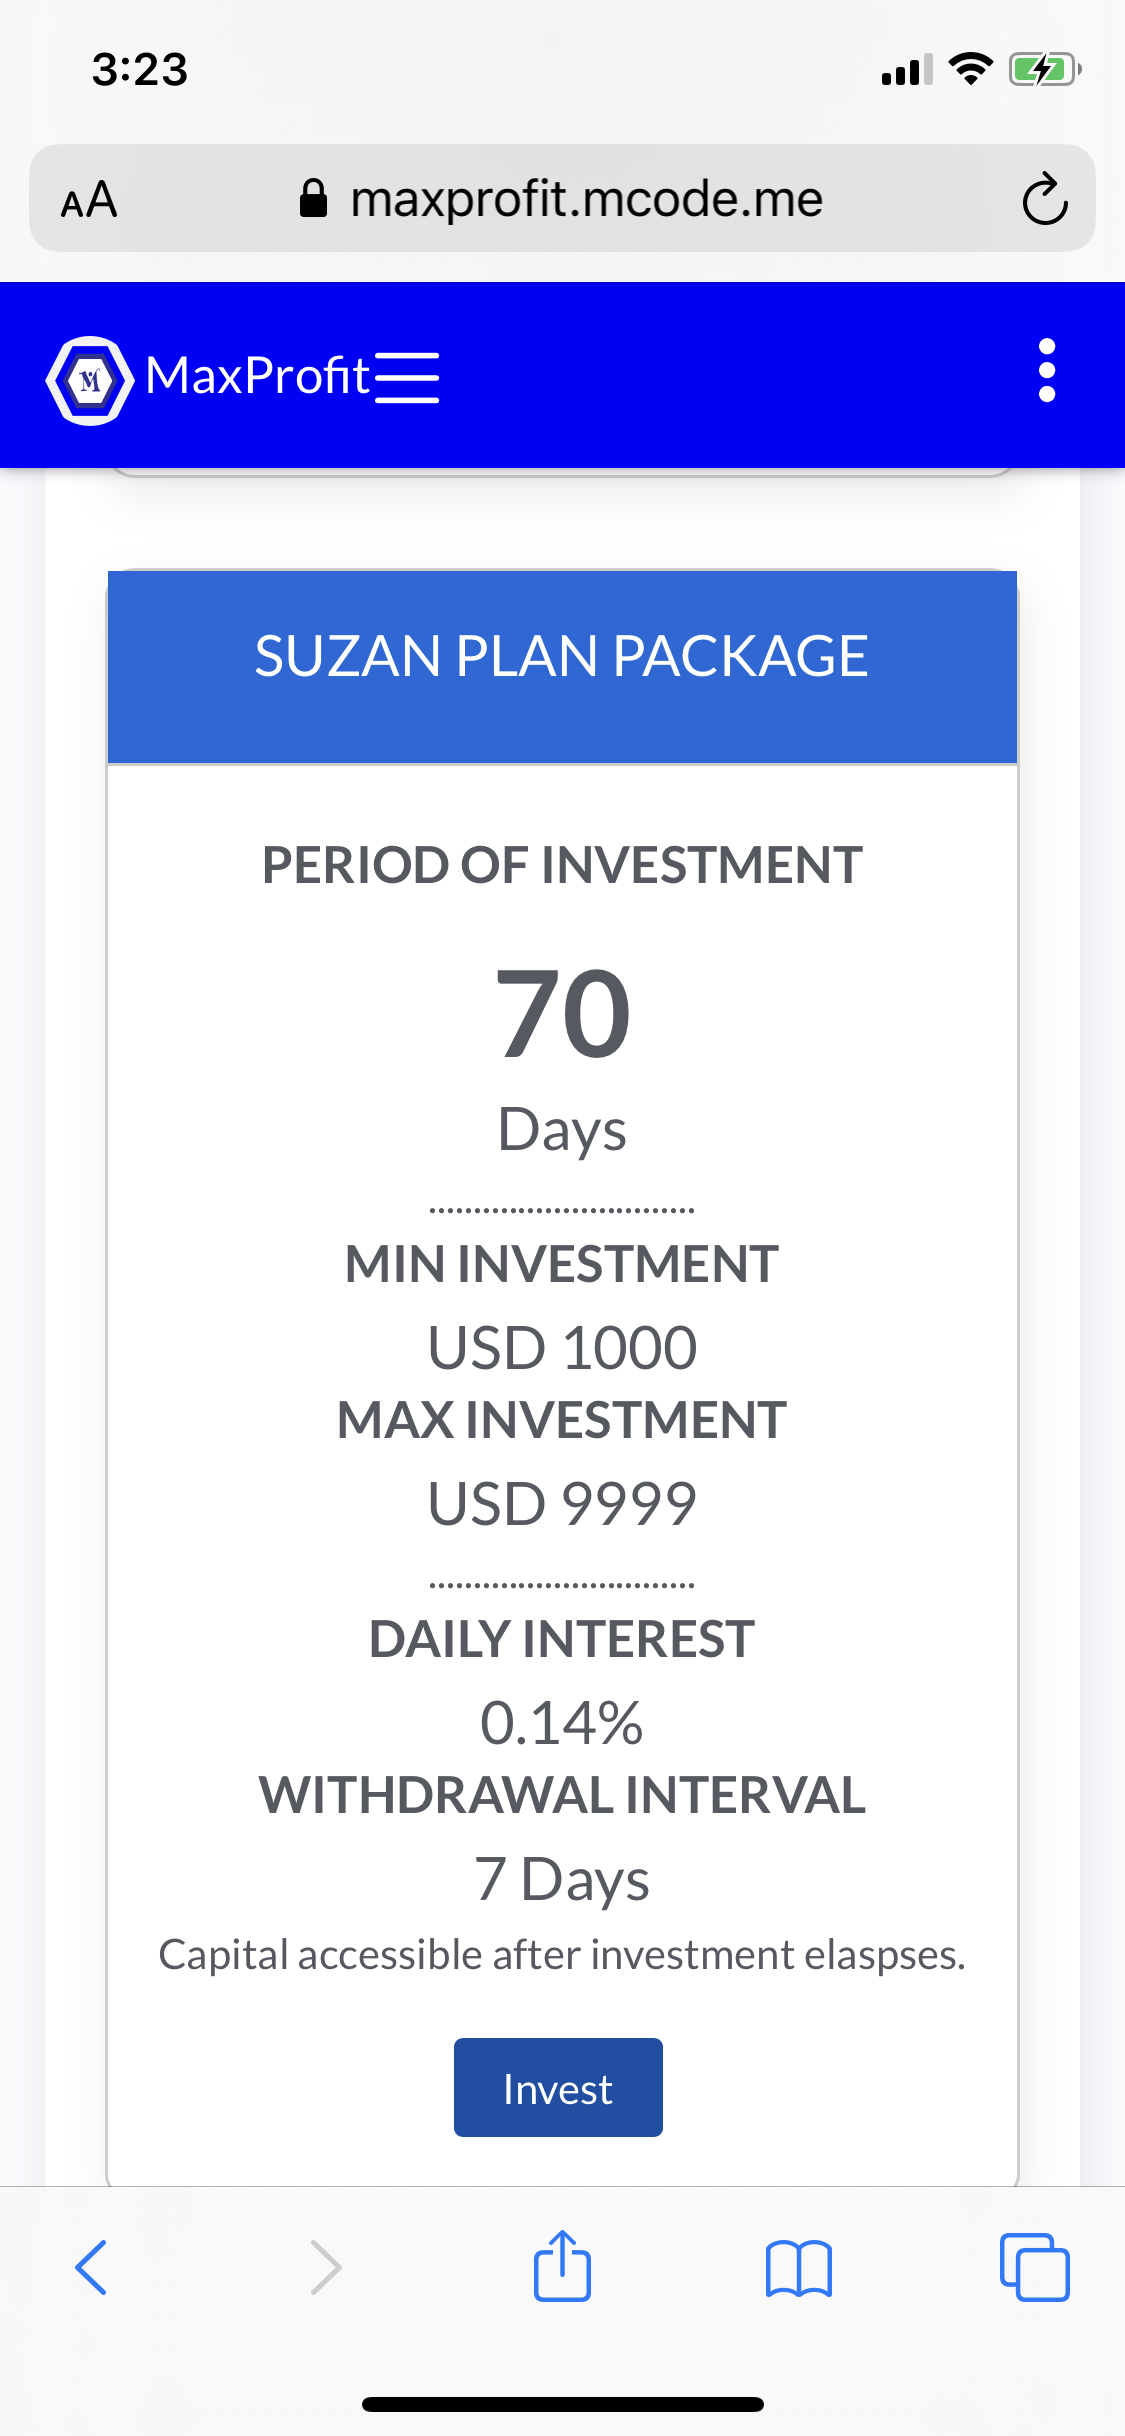 3:23
AA maxprofit.mcode.me
M MaxProfit
SUZAN PLAN PACKAGE
PERIOD OF INVESTMENT
70
Days
MIN INVESTMENT
USD 1000
MAX INVESTMENT
USD 9999
DAILY INTEREST
0.14%
WITHDRAWAL INTERVAL
7 Days
Capital accessible after investment elaspses.
Invest